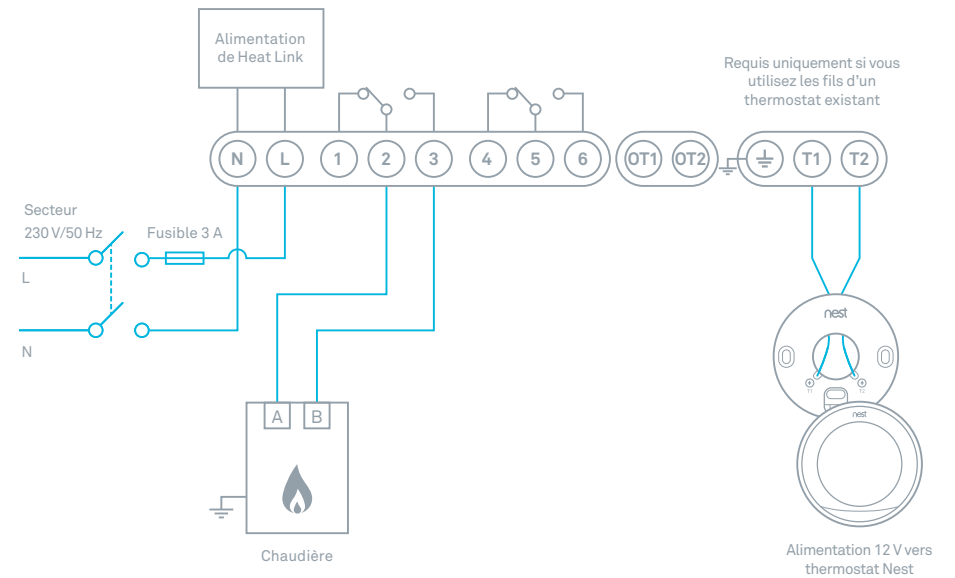 Alimentation
de Heat Link
Requis uniquement si vous
utilisez les fils d'un
thermostat existant
N L 1 2 3 4 5 6 OT1 OT2 T1 T2
Secteur
230 V/50 Hz
Fusible 3 A
L
N
nest
T1 T2
nest
A B
Chaudière
Alimentation 12 V vers
thermostat Nest